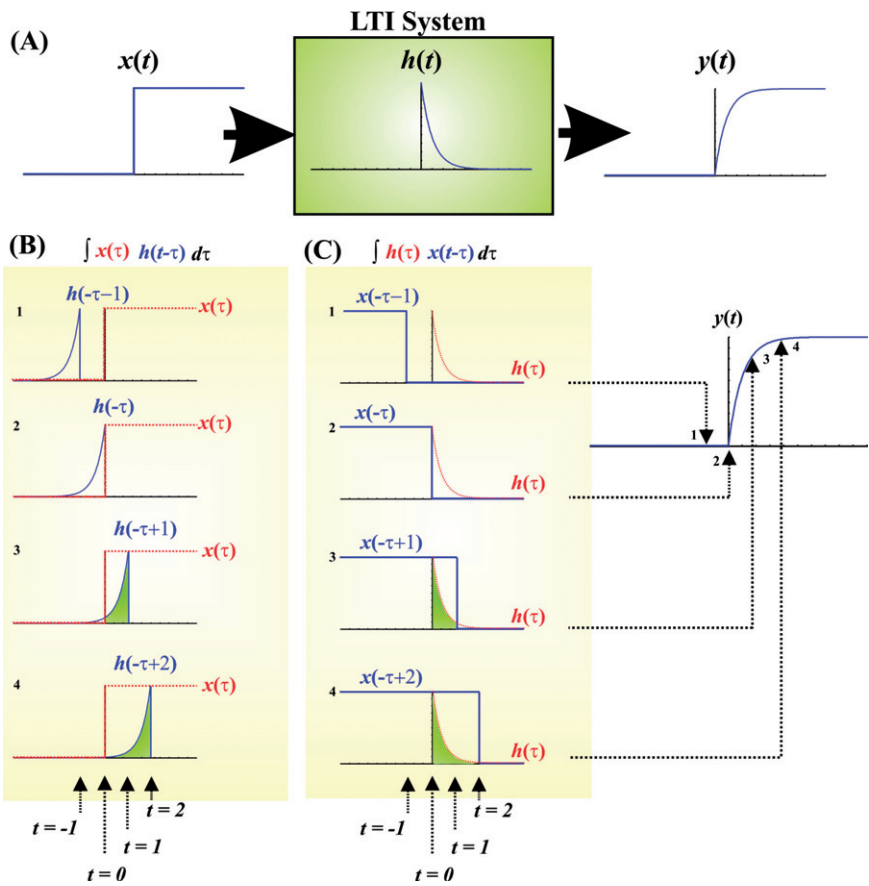 LTI System
(A)
x(t)
h(t)
y(t)
(B)
∫ x(τ) h(t-τ) dτ
1
h(-τ-1)
x(τ)
2
h(-τ)
x(τ)
3
h(-τ+1)
x(τ)
4
h(-τ+2)
x(τ)
t = -1
t = 0
t = 1
t = 2
(C)
∫ h(τ) x(t-τ) dτ
1
x(-τ-1)
h(τ)
2
x(-τ)
h(τ)
3
x(-τ+1)
h(τ)
4
x(-τ+2)
h(τ)
t = -1
t = 0
t = 1
t = 2
y(t)
1
2
3
4